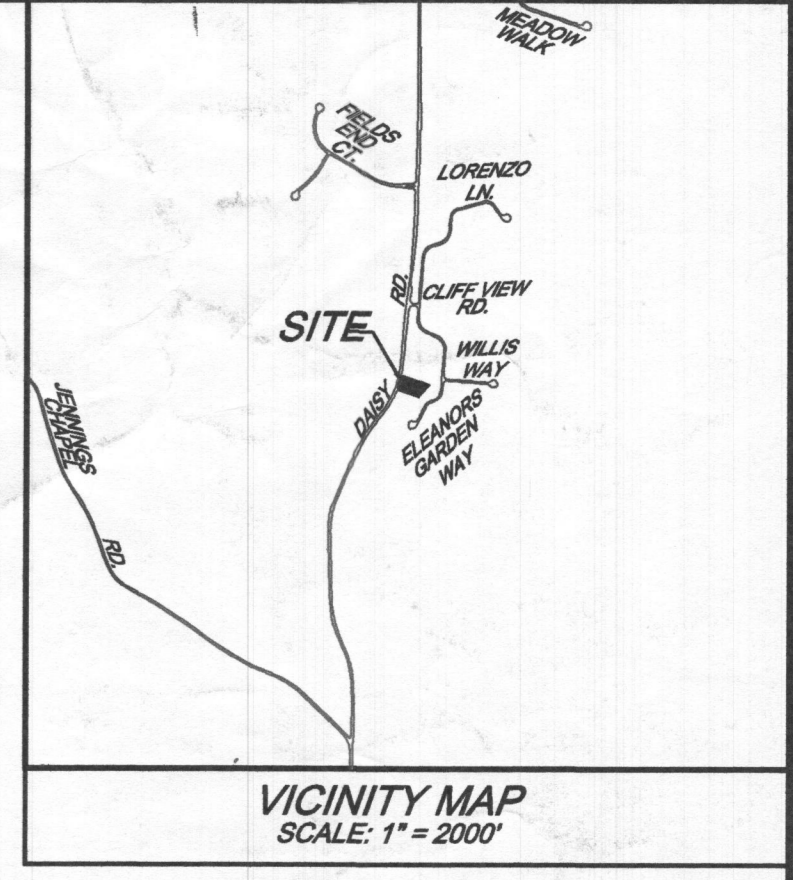 MEADOW
WALK
FIELDS
END
CT.
LORENZO
LN.
RD.
CLIFF VIEW
RD.
SITE
WILLIS
WAY
DAISY
ELEANORS
GARDEN
WAY
JENNINGS
CHAPEL
RD.
VICINITY MAP
SCALE: 1" = 2000'